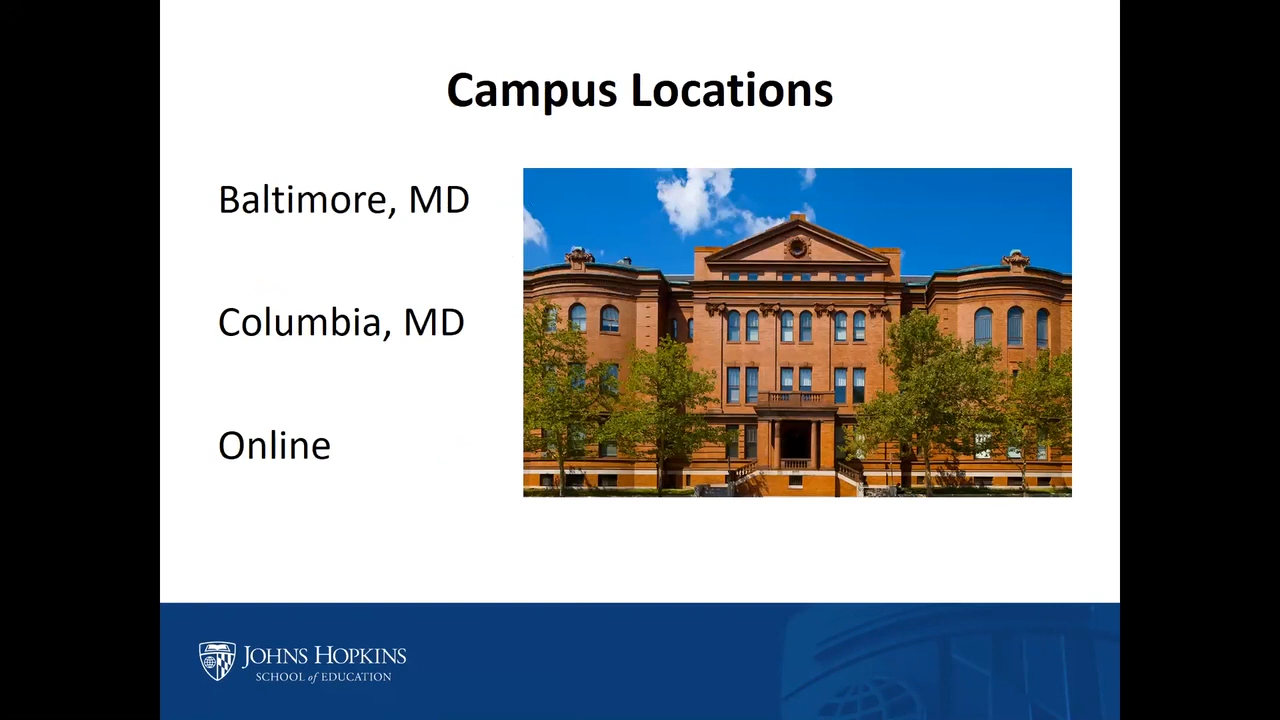 Campus Locations
Baltimore, MD
Columbia, MD
Online
JOHNS HOPKINS
SCHOOL of EDUCATION